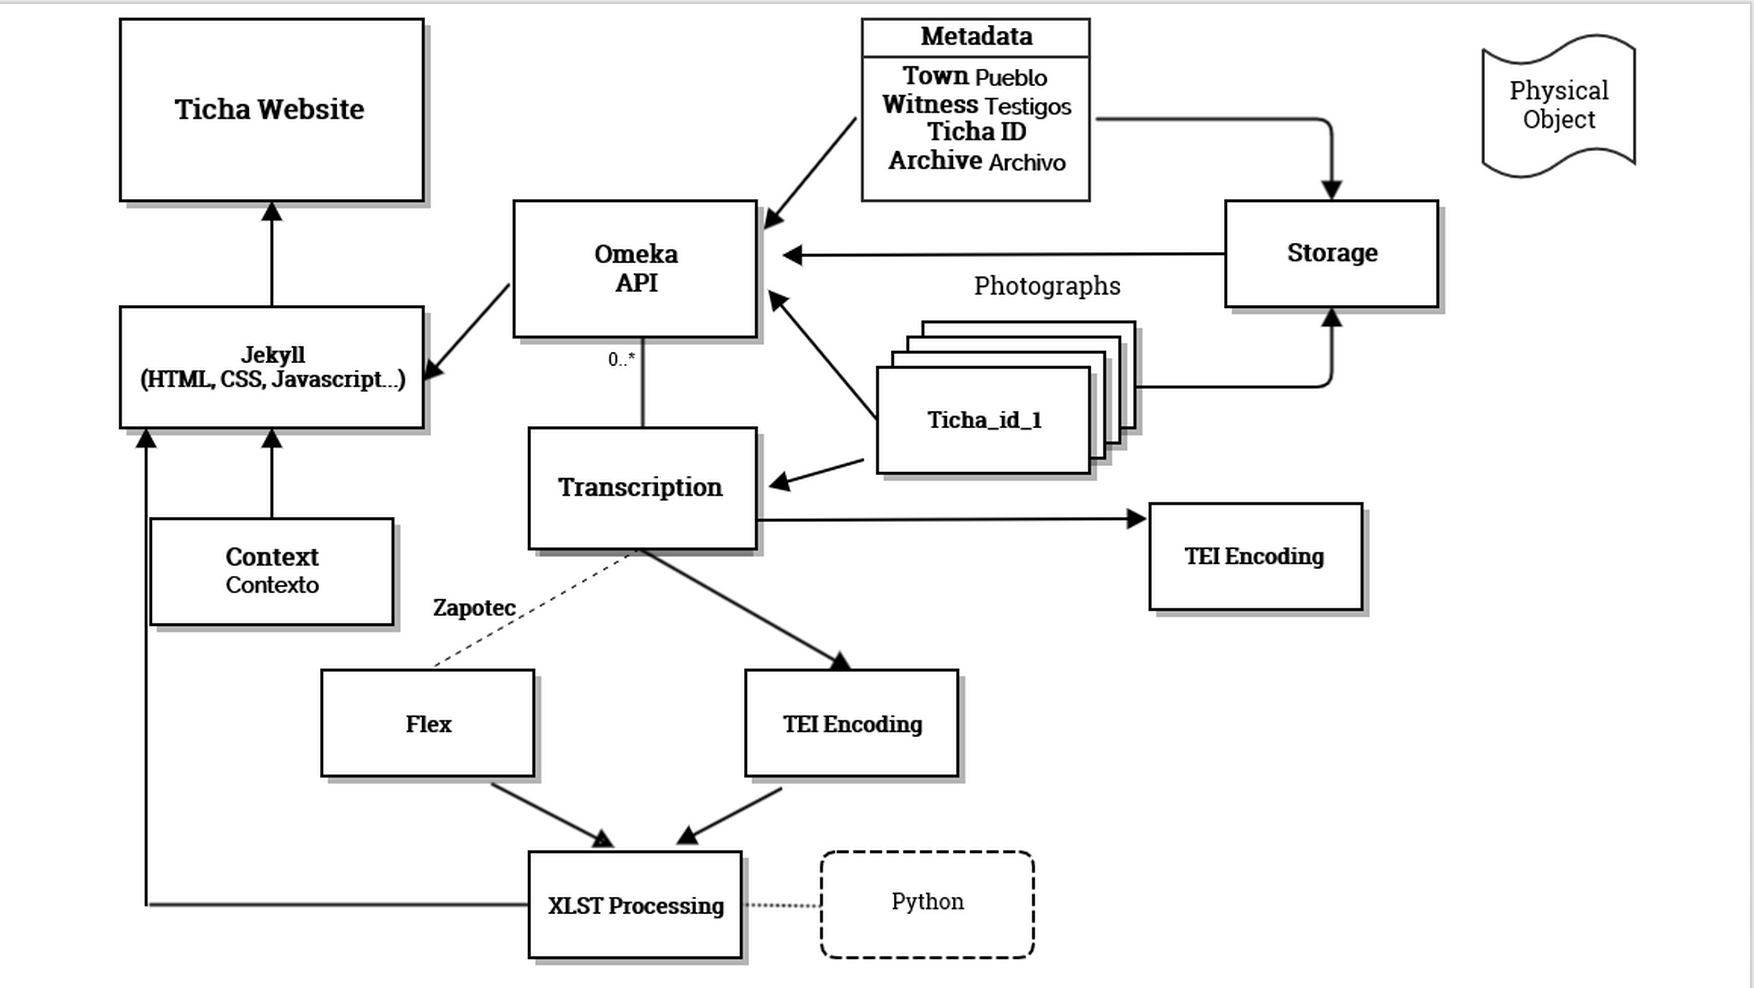 Ticha Website
Metadata
Town Pueblo
Witness Testigos
Ticha ID
Archive Archivo
Physical
Object
Omeka
API
Storage
Photographs
Jekyll
(HTML, CSS, Javascript...)
0..*
Ticha_id_1
Transcription
Context
Contexto
TEI Encoding
Zapotec
Flex
TEI Encoding
XLST Processing
Python